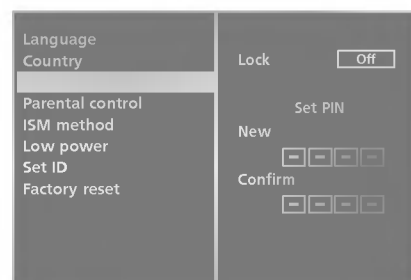 Language
Country
Parental control
ISM method
Low power
Set ID
Factory reset
Lock Off
Set PIN
New
– – – –
Confirm
– – – –